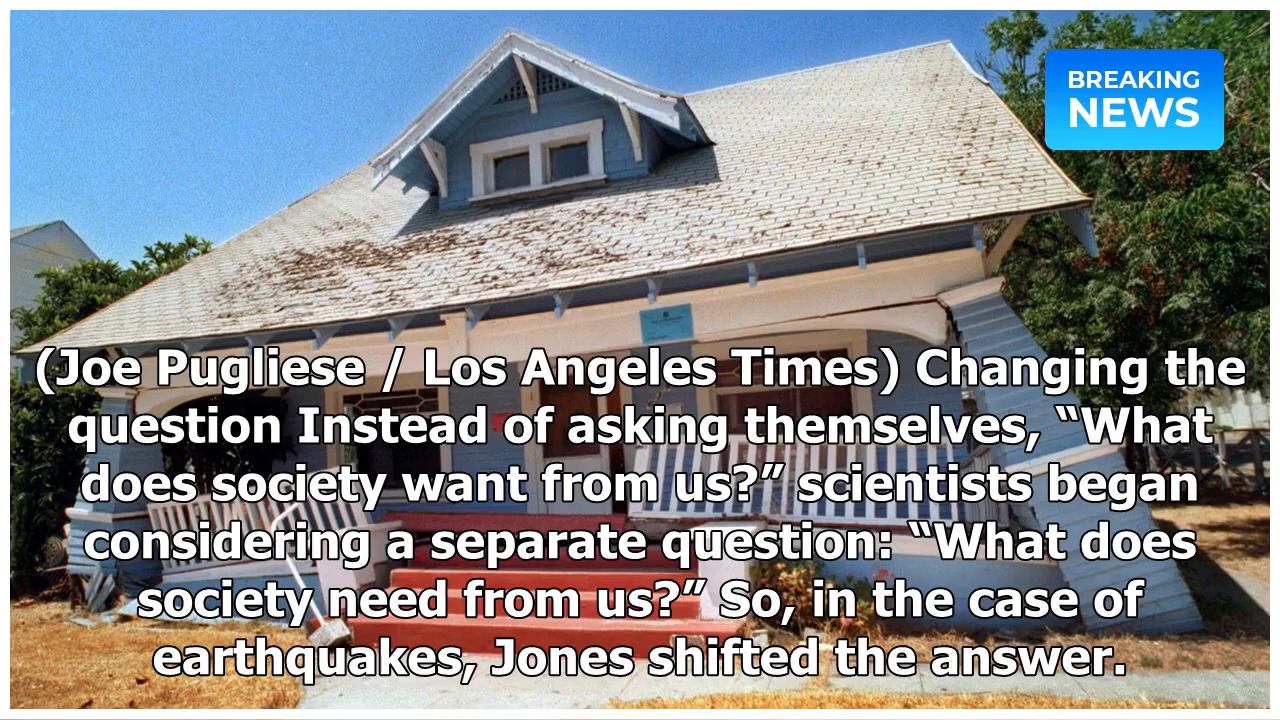 BREAKING
NEWS
(Joe Pugliese / Los Angeles Times) Changing the
question Instead of asking themselves, “What
does society want from us?” scientists began
considering a separate question: “What does
society need from us?” So, in the case of
earthquakes, Jones shifted the answer.